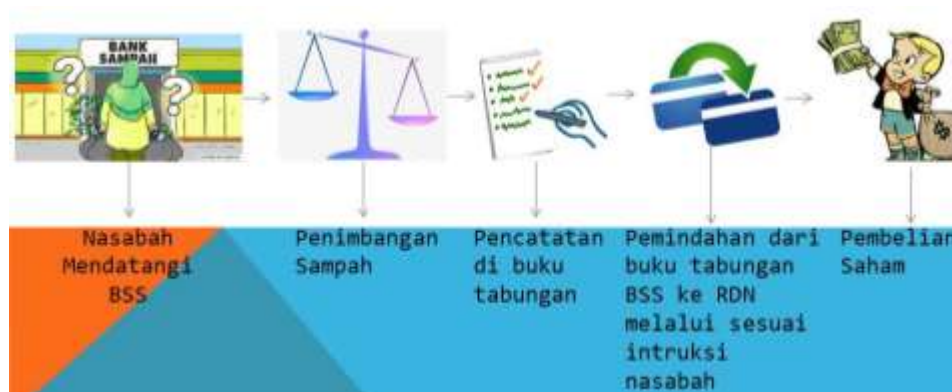 BANK
SAMPAH
Nasabah
Mendatangi
BSS
Penimbangan
Sampah
Pencatatan
di buku
tabungan
Pemindahan dari
buku tabungan
BSS ke RDN
melalui sesuai
intruksi
nasabah
Pembelian
Saham